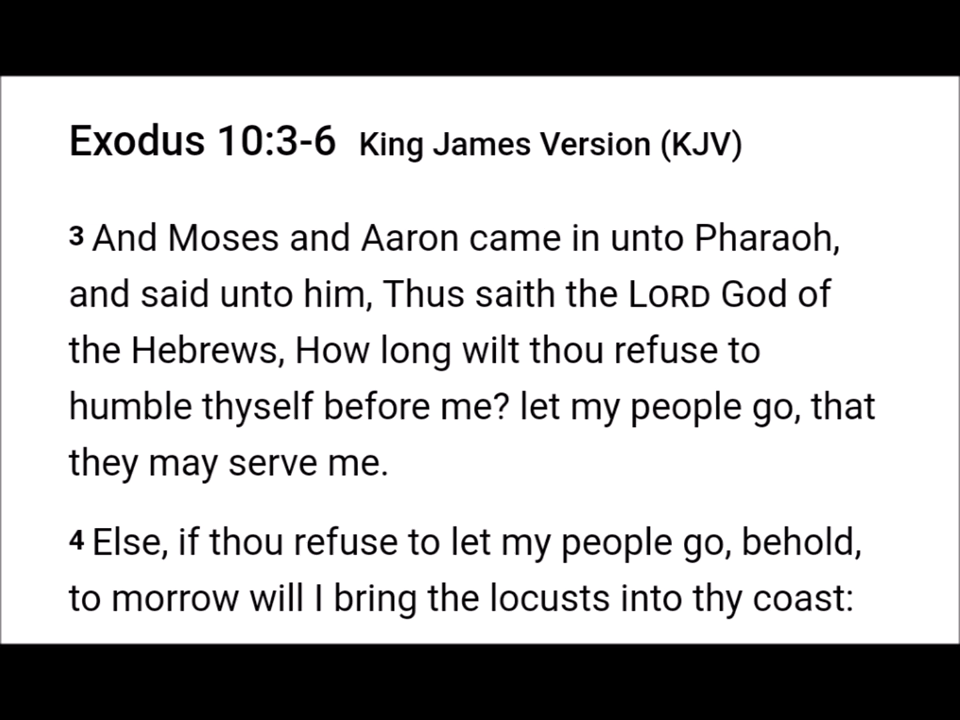 Exodus 10:3-6 King James Version (KJV)
3 And Moses and Aaron came in unto Pharaoh,
and said unto him, Thus saith the LORD God of
the Hebrews, How long wilt thou refuse to
humble thyself before me? let my people go, that
they may serve me.
4 Else, if thou refuse to let my people go, behold,
to morrow will I bring the locusts into thy coast: